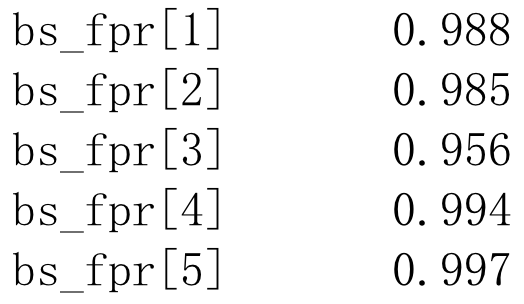 bs_fpr[1] 0.988
bs_fpr[2] 0.985
bs_fpr[3] 0.956
bs_fpr[4] 0.994
bs_fpr[5] 0.997